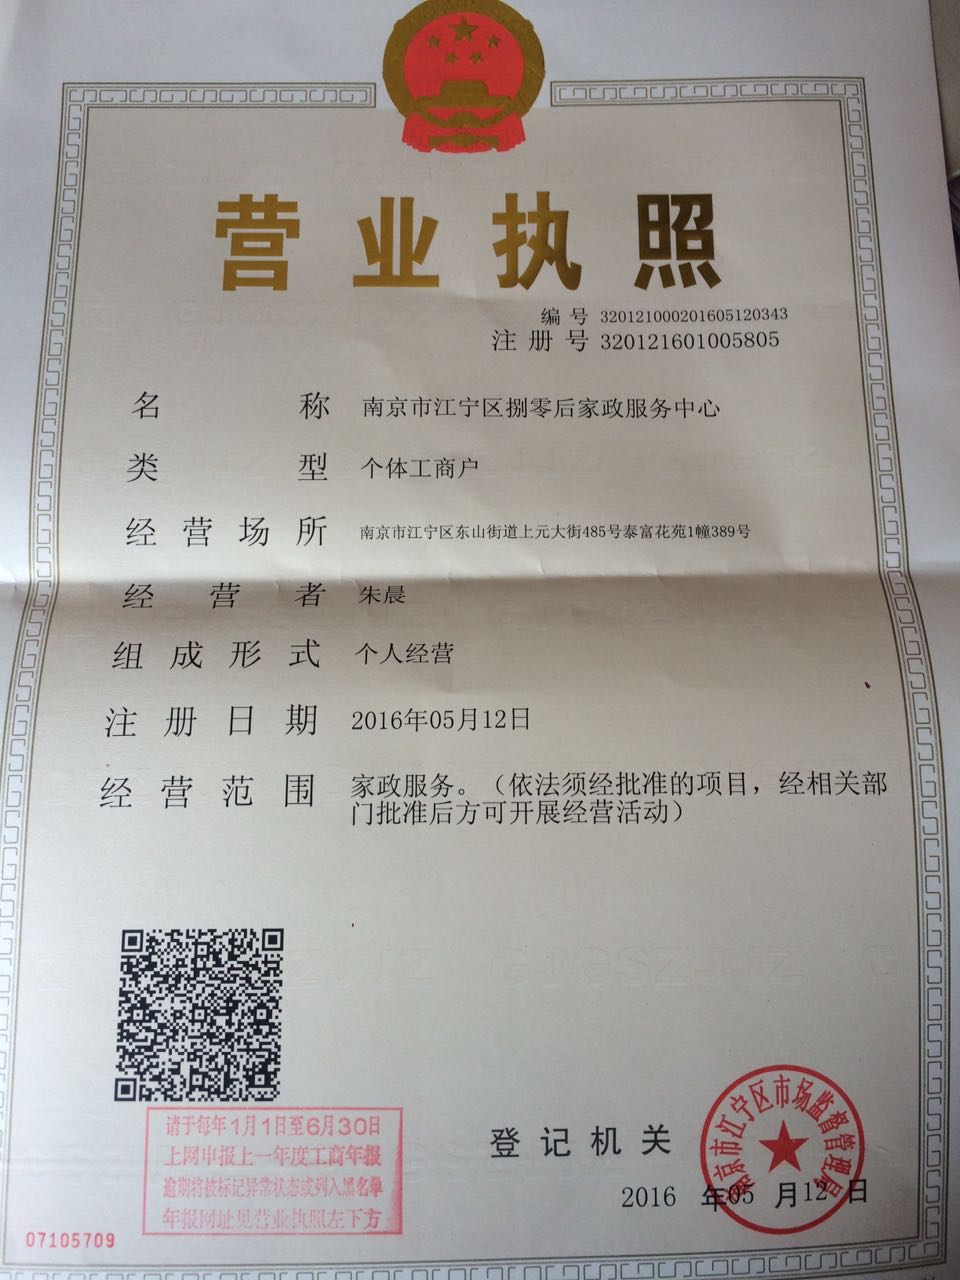 营业执照
编号 320121000201605120343
注册号 320121601005805
名称 南京市江宁区捌零后家政服务中心
类型 个体工商户
经营场所 南京市江宁区东山街道上元大街485号泰富花苑1幢389号
经营者 朱晨
组成形式 个人经营
注册日期 2016年05月12日
经营范围 家政服务。（依法须经批准的项目，经相关部
门批准后方可开展经营活动）
请于每年1月1日至6月30日
上网申报上一年度工商年报
逾期将被标记异常状态或列入黑名单
年报网址见营业执照左下方
07105709
登记机关
南京市江宁区市场监督管理局
2016 年05 月12 日